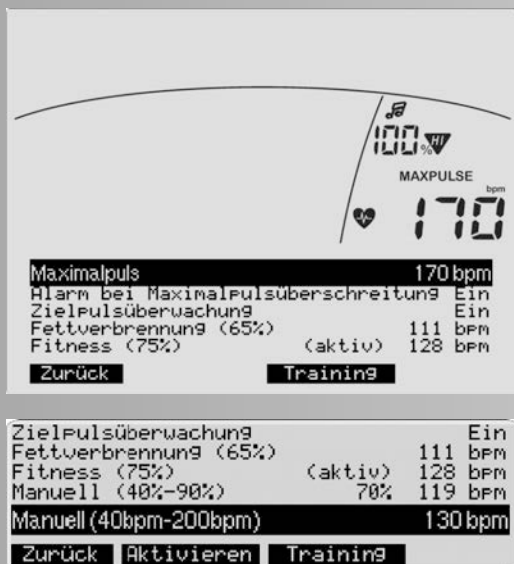 100% HI
MAXPULSE
bpm
170
Maximalpuls 170 bpm
Alarm bei Maximalpulsüberschreitung Ein
Zielpulsüberwachung Ein
Fettverbrennung (65%) 111 bpm
Fitness (75%) (aktiv) 128 bpm
Zurück Training
Zielpulsüberwachung Ein
Fettverbrennung (65%) 111 bpm
Fitness (75%) (aktiv) 128 bpm
Manuell (40%-90%) 70% 119 bpm
Manuell (40bpm-200bpm) 130 bpm
Zurück Aktivieren Training